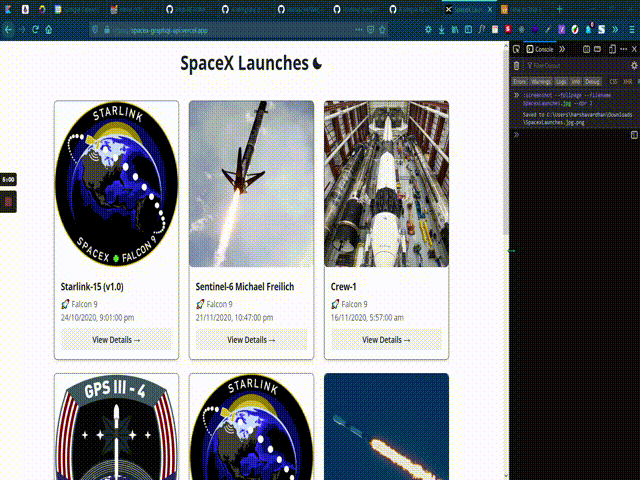 spacex-graphql-api.vercel.app
SpaceX Launches
STARLINK
SPACEX FALCON 9
Starlink-15 (v1.0)
Falcon 9
24/10/2020, 9:01:00 pm
View Details →
Sentinel-6 Michael Freilich
Falcon 9
21/11/2020, 10:47:00 pm
View Details →
Crew-1
Falcon 9
16/11/2020, 5:57:00 am
View Details →
GPS III - 4
STARLINK
5:00
Console
Filter Output
Errors Warnings Logs Info Debug CSS XHR
:screenshot --fullpage --filename
SpacexLaunches.jpg --dpr 2
Saved to C:\Users\harshavardhan\Downloads
\SpacexLaunches.jpg.png